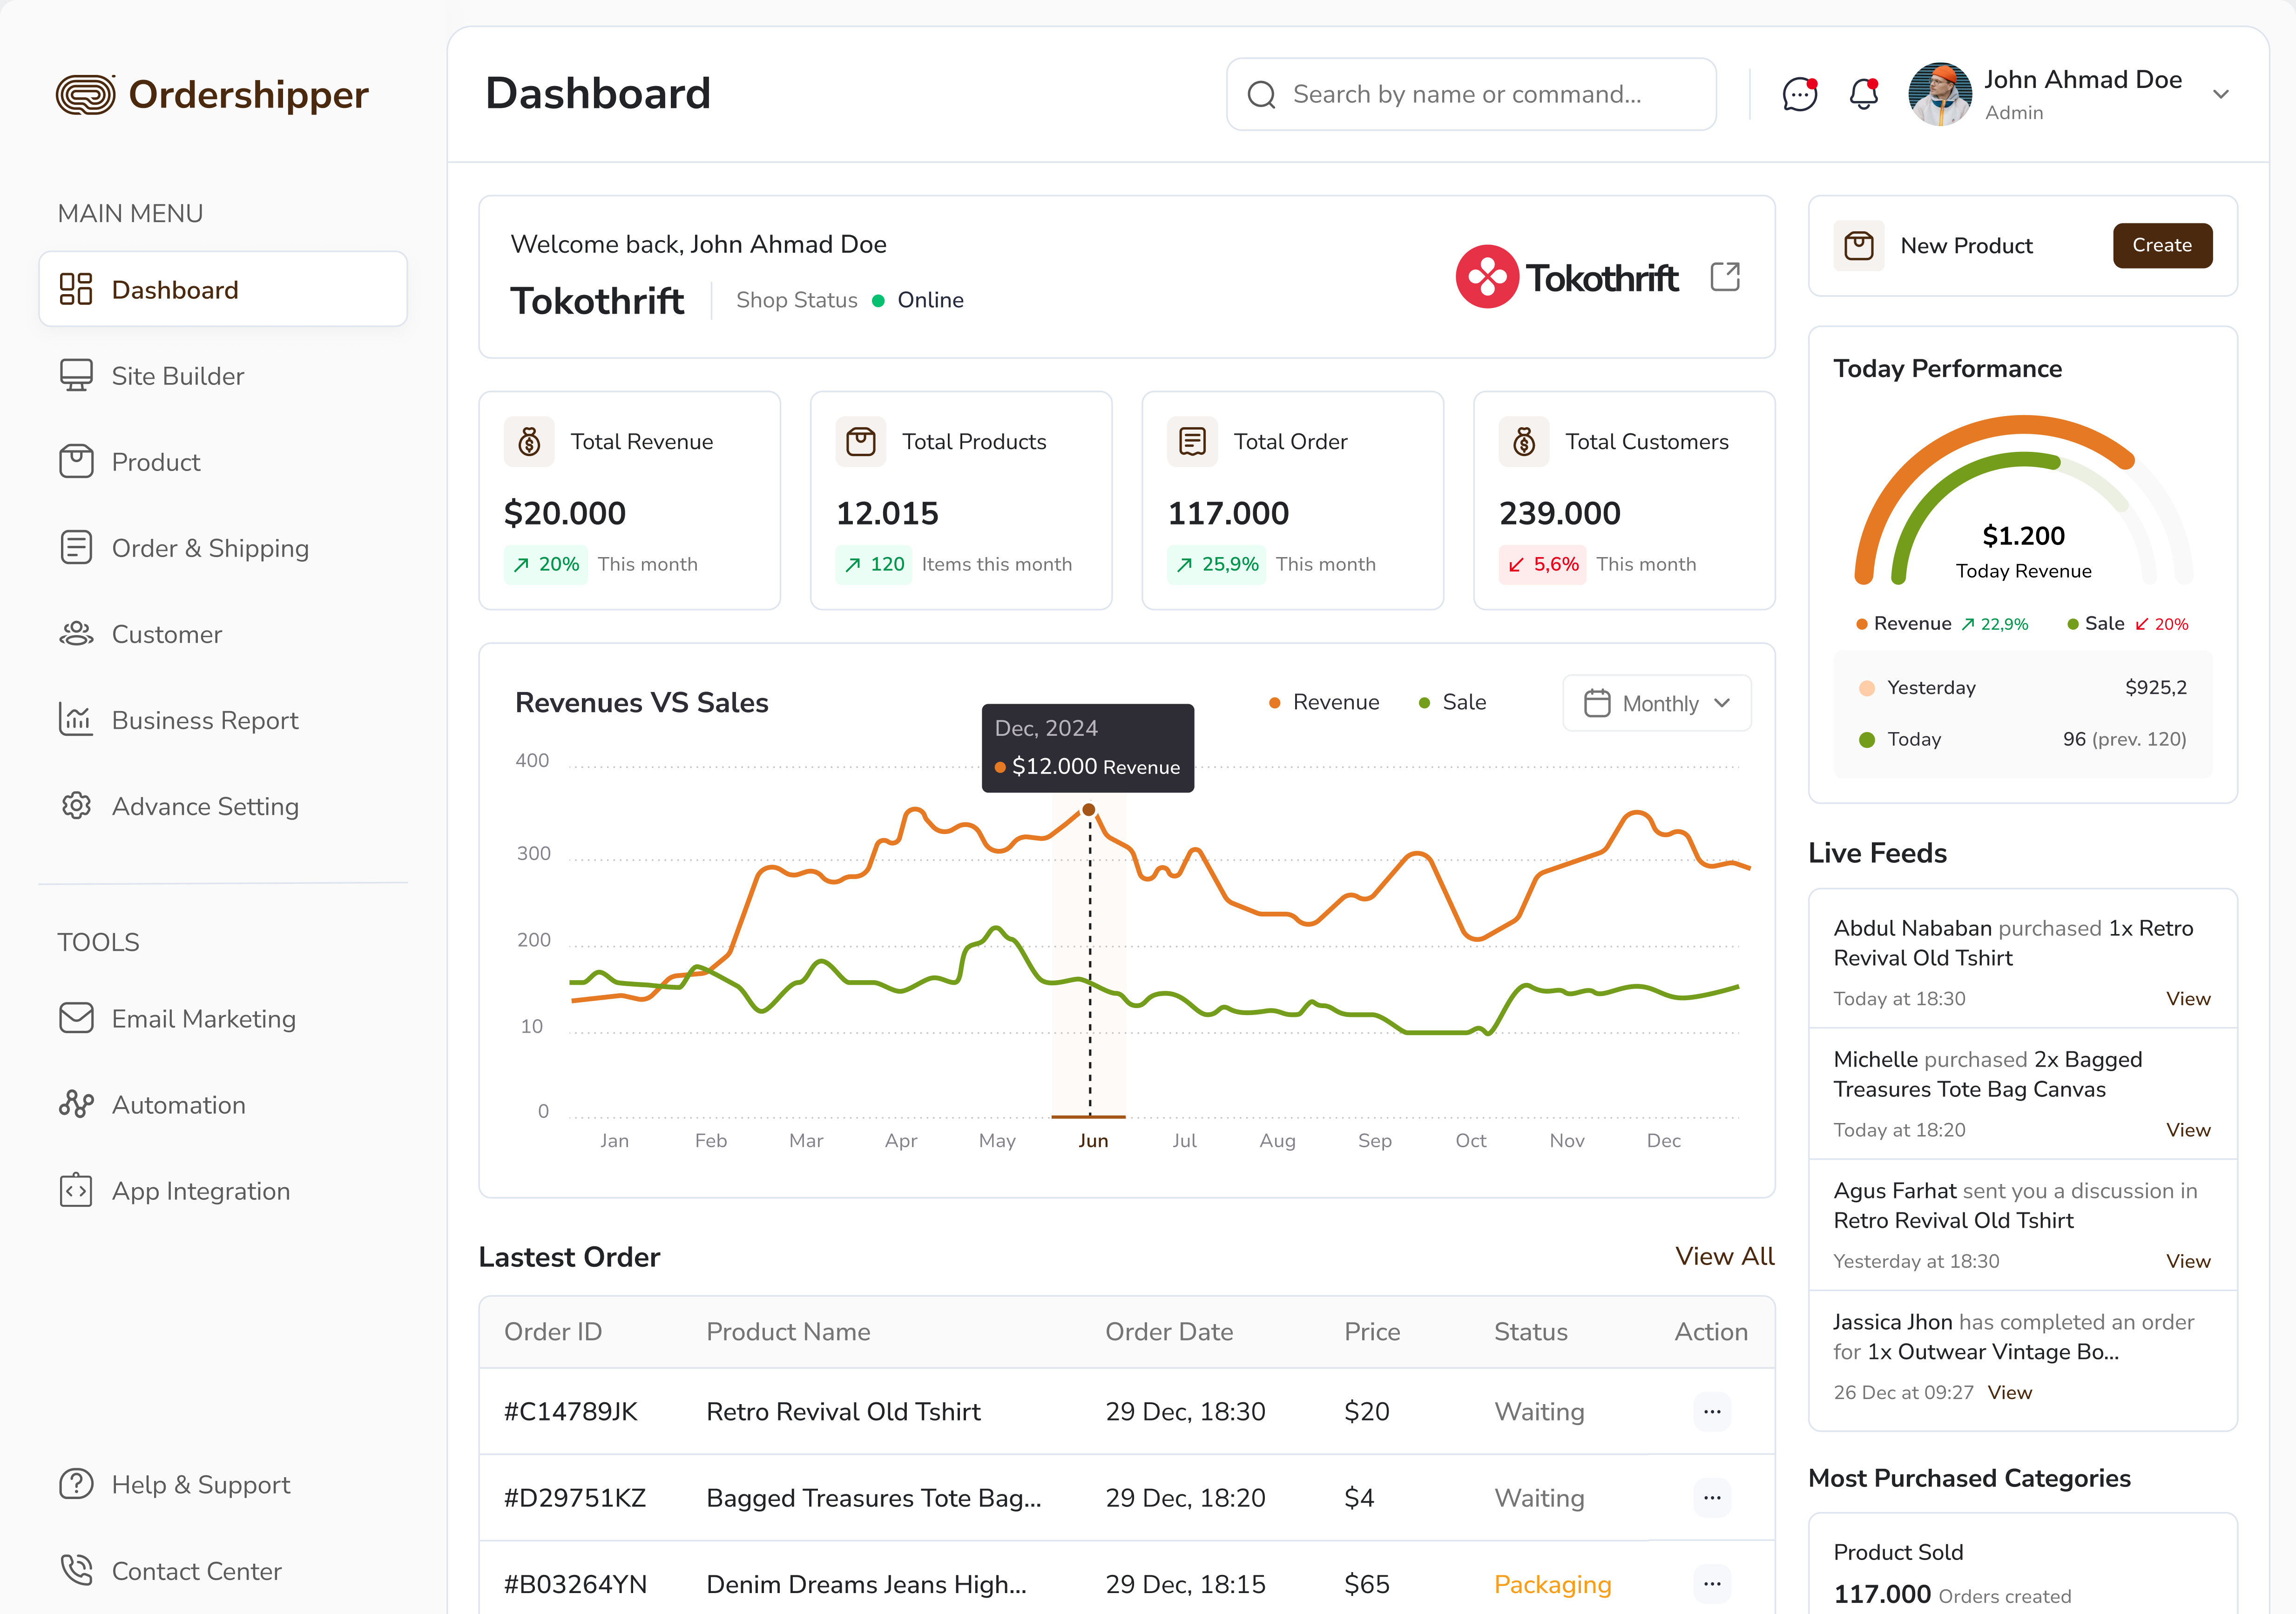 Ordershipper
MAIN MENU
Dashboard
Site Builder
Product
Order & Shipping
Customer
Business Report
Advance Setting
TOOLS
Email Marketing
Automation
App Integration
Help & Support
Contact Center
Dashboard
Search by name or command...
John Ahmad Doe
Admin
Welcome back, John Ahmad Doe
Tokothrift
Shop Status Online
Tokothrift
Total Revenue
$20.000
20% This month
Total Products
12.015
120 Items this month
Total Order
117.000
25,9% This month
Total Customers
239.000
5,6% This month
Revenues VS Sales
Revenue Sale
Monthly
Dec, 2024
$12.000 Revenue
400
300
200
10
0
Jan Feb Mar Apr May Jun Jul Aug Sep Oct Nov Dec
Lastest Order
View All
Order ID Product Name Order Date Price Status Action
#C14789JK Retro Revival Old Tshirt 29 Dec, 18:30 $20 Waiting
#D29751KZ Bagged Treasures Tote Bag... 29 Dec, 18:20 $4 Waiting
#B03264YN Denim Dreams Jeans High... 29 Dec, 18:15 $65 Packaging
New Product
Create
Today Performance
$1.200
Today Revenue
Revenue 22,9% Sale 20%
Yesterday $925,2
Today 96 (prev. 120)
Live Feeds
Abdul Nababan purchased 1x Retro
Revival Old Tshirt
Today at 18:30 View
Michelle purchased 2x Bagged
Treasures Tote Bag Canvas
Today at 18:20 View
Agus Farhat sent you a discussion in
Retro Revival Old Tshirt
Yesterday at 18:30 View
Jassica Jhon has completed an order
for 1x Outwear Vintage Bo...
26 Dec at 09:27 View
Most Purchased Categories
Product Sold
117.000 Orders created